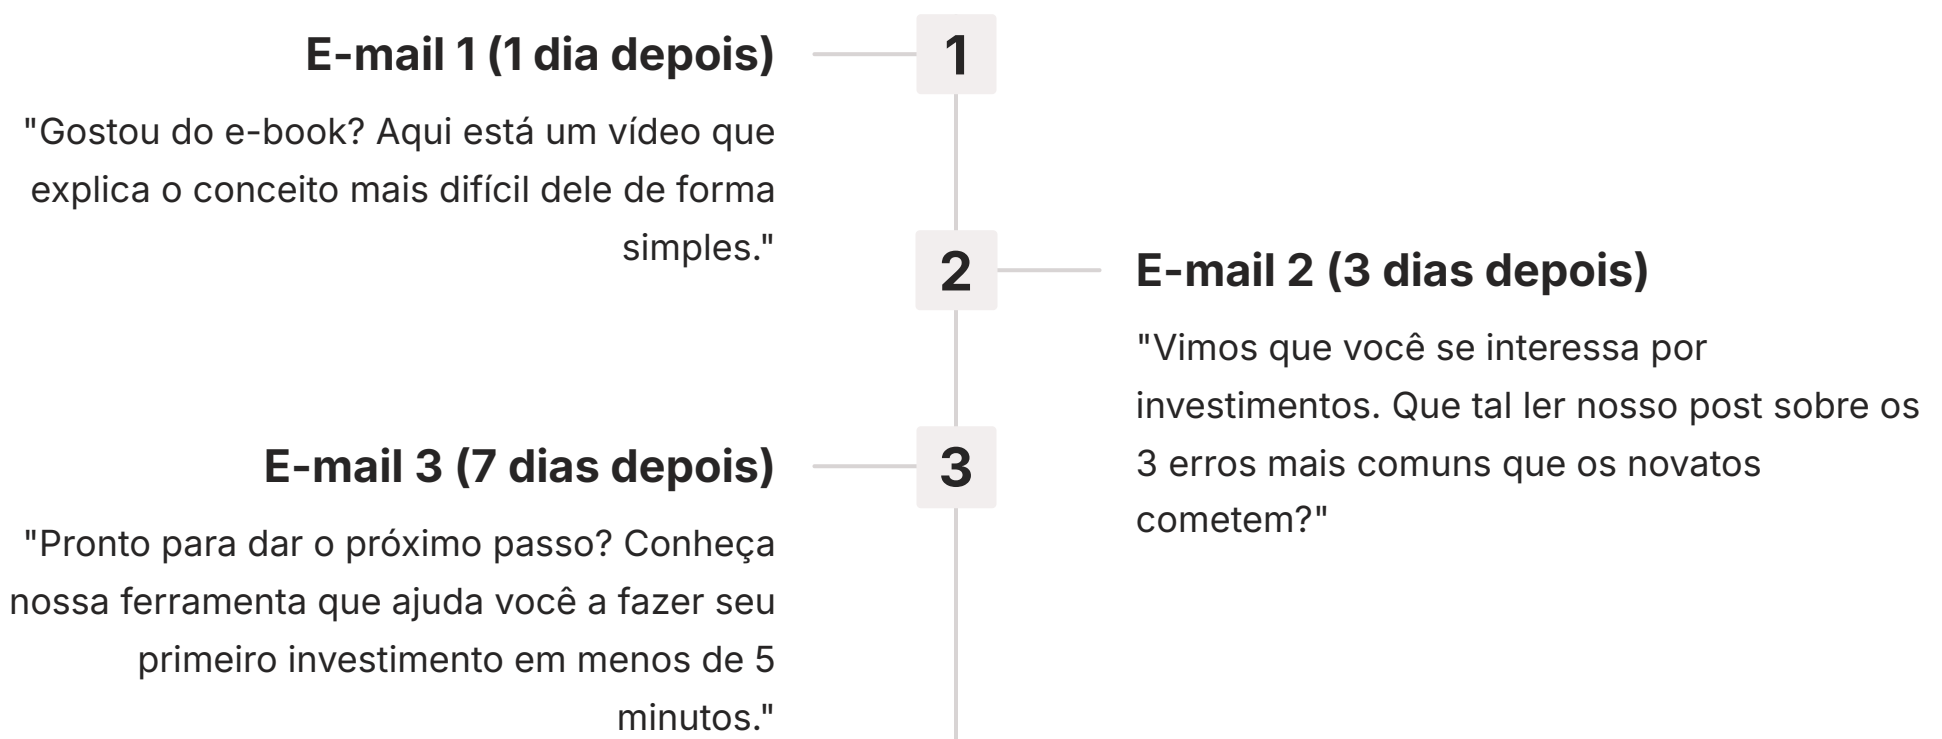 1
E-mail 1 (1 dia depois)
"Gostou do e-book? Aqui está um vídeo que
explica o conceito mais difícil dele de forma
simples."
2
E-mail 2 (3 dias depois)
"Vimos que você se interessa por
investimentos. Que tal ler nosso post sobre os
3 erros mais comuns que os novatos
cometem?"
3
E-mail 3 (7 dias depois)
"Pronto para dar o próximo passo? Conheça
nossa ferramenta que ajuda você a fazer seu
primeiro investimento em menos de 5
minutos."